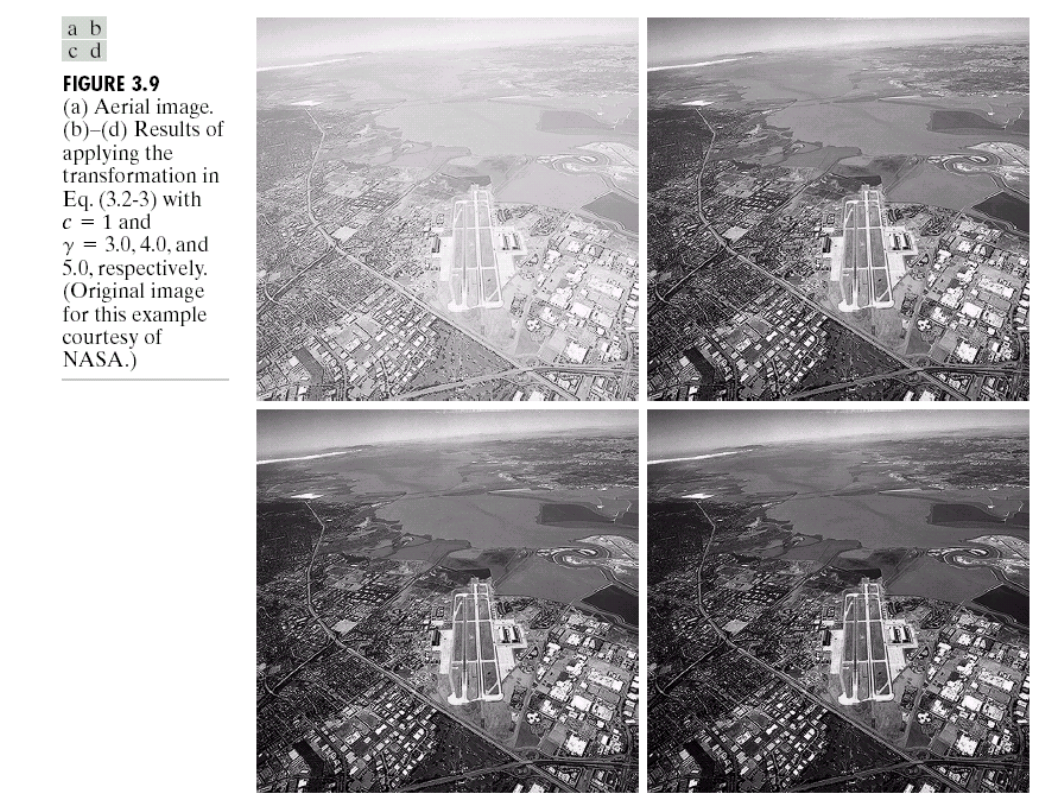 a b
c d
FIGURE 3.9
(a) Aerial image.
(b)–(d) Results of
applying the
transformation in
Eq. (3.2-3) with
c = 1 and
γ = 3.0, 4.0, and
5.0, respectively.
(Original image
for this example
courtesy of
NASA.)